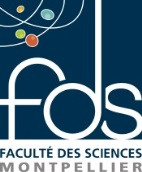 fds
FACULTÉ DES SCIENCES
MONTPELLIER